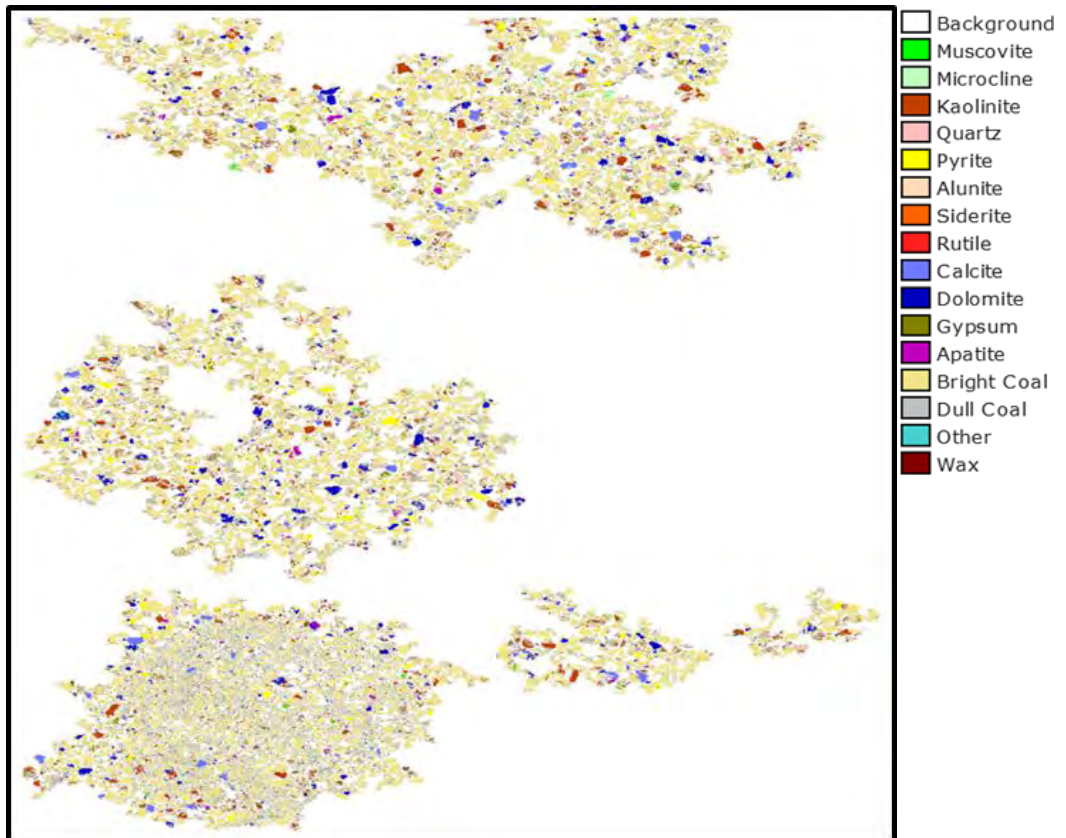 Background
Muscovite
Microcline
Kaolinite
Quartz
Pyrite
Alunite
Siderite
Rutile
Calcite
Dolomite
Gypsum
Apatite
Bright Coal
Dull Coal
Other
Wax